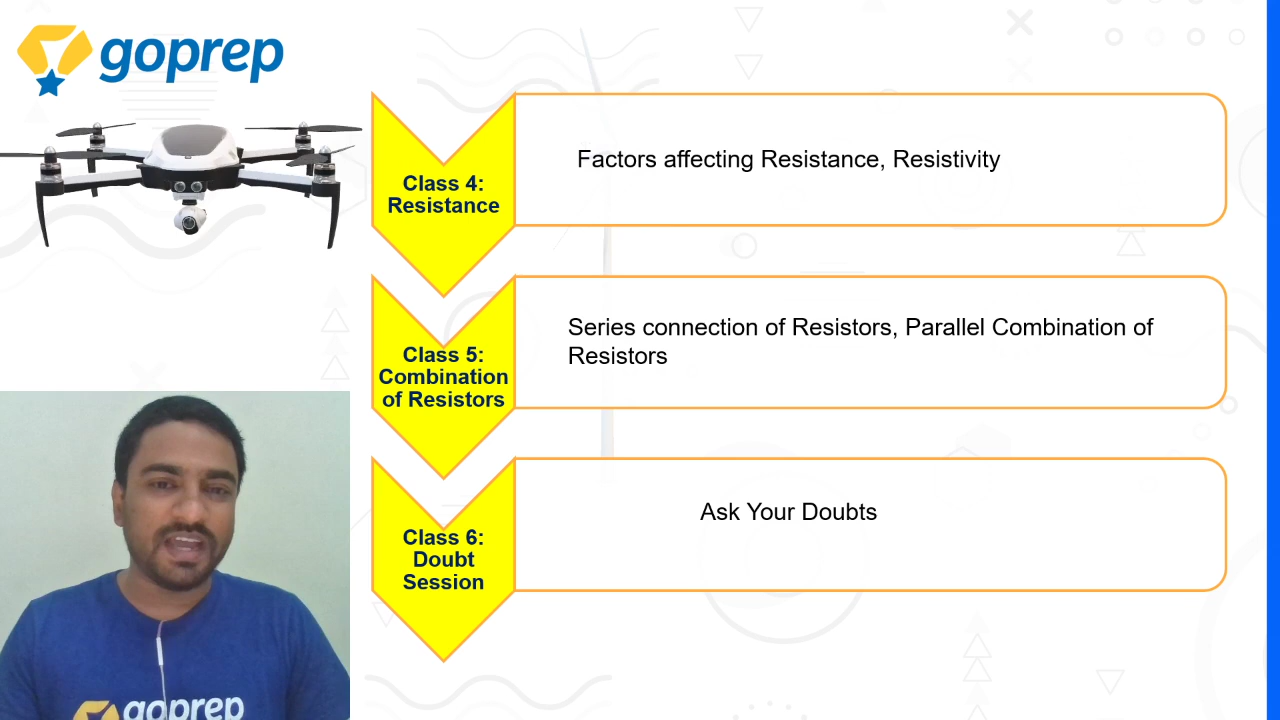 goprep
Class 4:
Resistance
Factors affecting Resistance, Resistivity
Class 5:
Combination
of Resistors
Series connection of Resistors, Parallel Combination of
Resistors
Class 6:
Doubt
Session
Ask Your Doubts
goprep